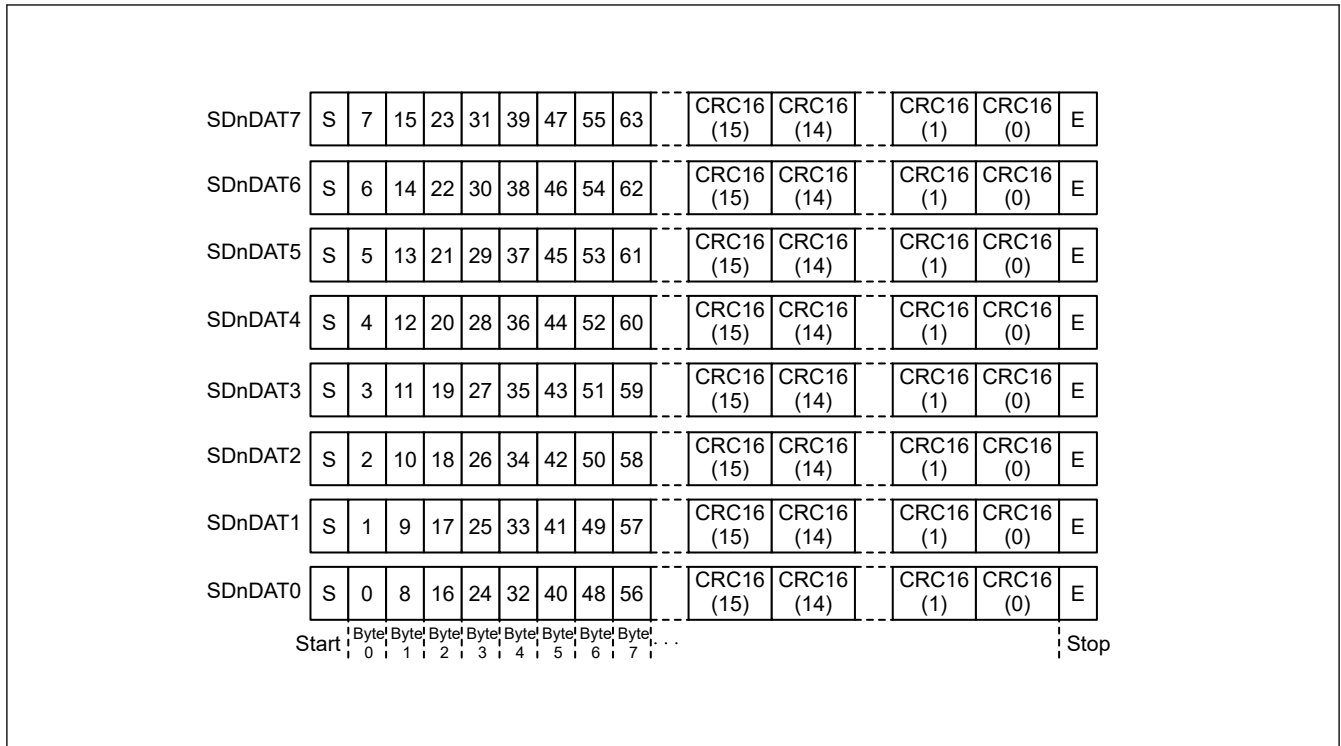 SDnDAT7 S 7 15 23 31 39 47 55 63 CRC16 (15) CRC16 (14) CRC16 (1) CRC16 (0) E
SDnDAT6 S 6 14 22 30 38 46 54 62 CRC16 (15) CRC16 (14) CRC16 (1) CRC16 (0) E
SDnDAT5 S 5 13 21 29 37 45 53 61 CRC16 (15) CRC16 (14) CRC16 (1) CRC16 (0) E
SDnDAT4 S 4 12 20 28 36 44 52 60 CRC16 (15) CRC16 (14) CRC16 (1) CRC16 (0) E
SDnDAT3 S 3 11 19 27 35 43 51 59 CRC16 (15) CRC16 (14) CRC16 (1) CRC16 (0) E
SDnDAT2 S 2 10 18 26 34 42 50 58 CRC16 (15) CRC16 (14) CRC16 (1) CRC16 (0) E
SDnDAT1 S 1 9 17 25 33 41 49 57 CRC16 (15) CRC16 (14) CRC16 (1) CRC16 (0) E
SDnDAT0 S 0 8 16 24 32 40 48 56 CRC16 (15) CRC16 (14) CRC16 (1) CRC16 (0) E
Start Byte 0 Byte 1 Byte 2 Byte 3 Byte 4 Byte 5 Byte 6 Byte 7 . . . Stop